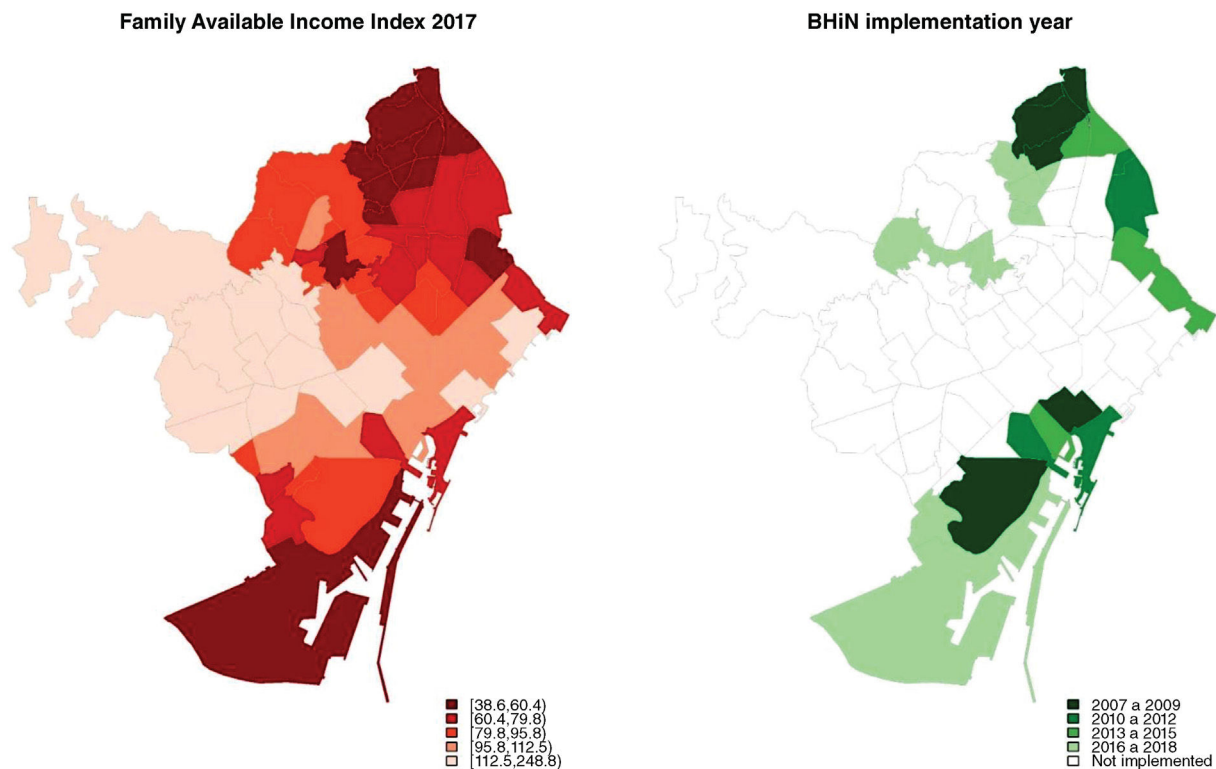 Family Available Income Index 2017
BHiN implementation year
[38.6,60.4)
[60.4,79.8)
[79.8,95.8)
[95.8,112.5)
[112.5,248.8)
2007 a 2009
2010 a 2012
2013 a 2015
2016 a 2018
Not implemented